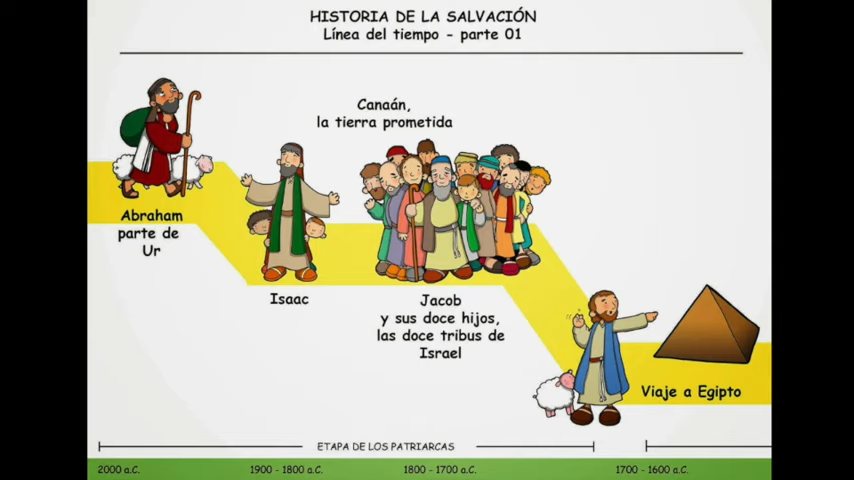 HISTORIA DE LA SALVACIÓN
Línea del tiempo - parte 01
Canaán,
la tierra prometida
Abraham
parte de
Ur
Isaac
Jacob
y sus doce hijos,
las doce tribus de
Israel
Viaje a Egipto
ETAPA DE LOS PATRIARCAS
2000 a.C.
1900 - 1800 a.C.
1800 - 1700 a.C.
1700 - 1600 a.C.